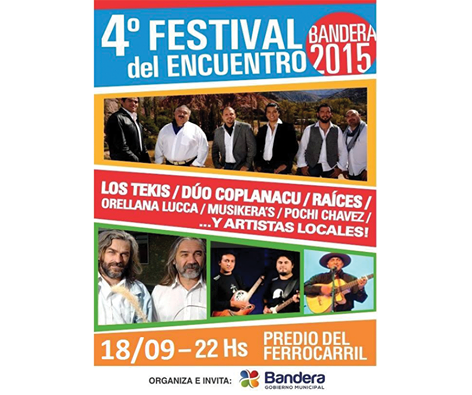 4º FESTIVAL
del ENCUENTRO
BANDERA
2015
LOS TEKIS / DÚO COPLANACU / RAÍCES /
ORELLANA LUCCA / MUSIKERA'S / POCHI CHAVEZ /
...Y ARTISTAS LOCALES!
18/09 – 22 Hs
PREDIO DEL
FERROCARRIL
ORGANIZA E INVITA:
Bandera
GOBIERNO MUNICIPAL